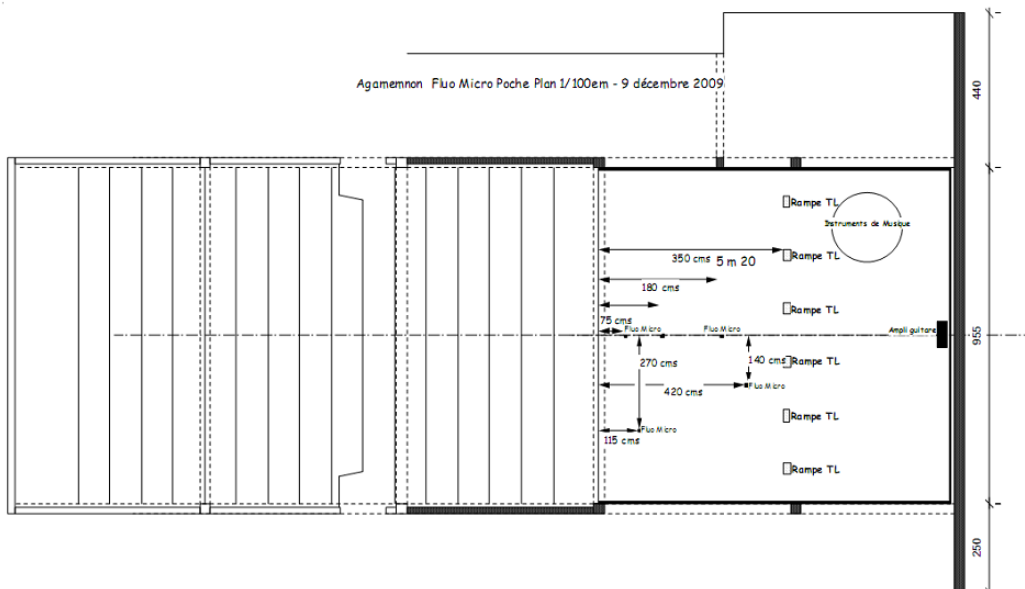 Agamemnon Fluo Micro Poche Plan 1/100em - 9 décembre 2009
440
Rampe TL
Instruments de Musique
Rampe TL
350 cms 5 m 20
180 cms
Rampe TL
75 cms
Fluo Micro
Fluo Micro
Ampli guitare
955
270 cms
140 cms
Rampe TL
420 cms
Fluo Micro
Rampe TL
115 cms
Fluo Micro
Rampe TL
250